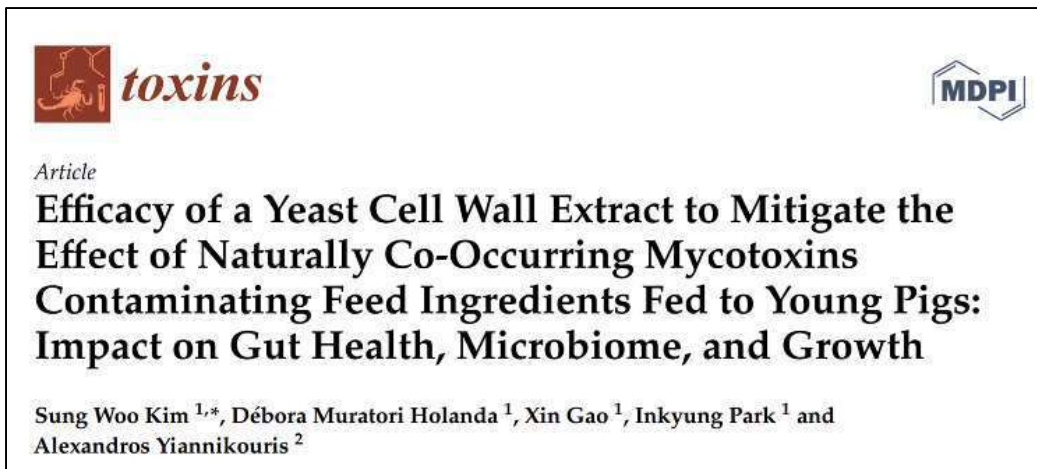 toxins
MDPI
Article
Efficacy of a Yeast Cell Wall Extract to Mitigate the
Effect of Naturally Co-Occurring Mycotoxins
Contaminating Feed Ingredients Fed to Young Pigs:
Impact on Gut Health, Microbiome, and Growth
Sung Woo Kim 1,*, Débora Muratori Holanda 1, Xin Gao 1, Inkyung Park 1 and
Alexandros Yiannikouris 2